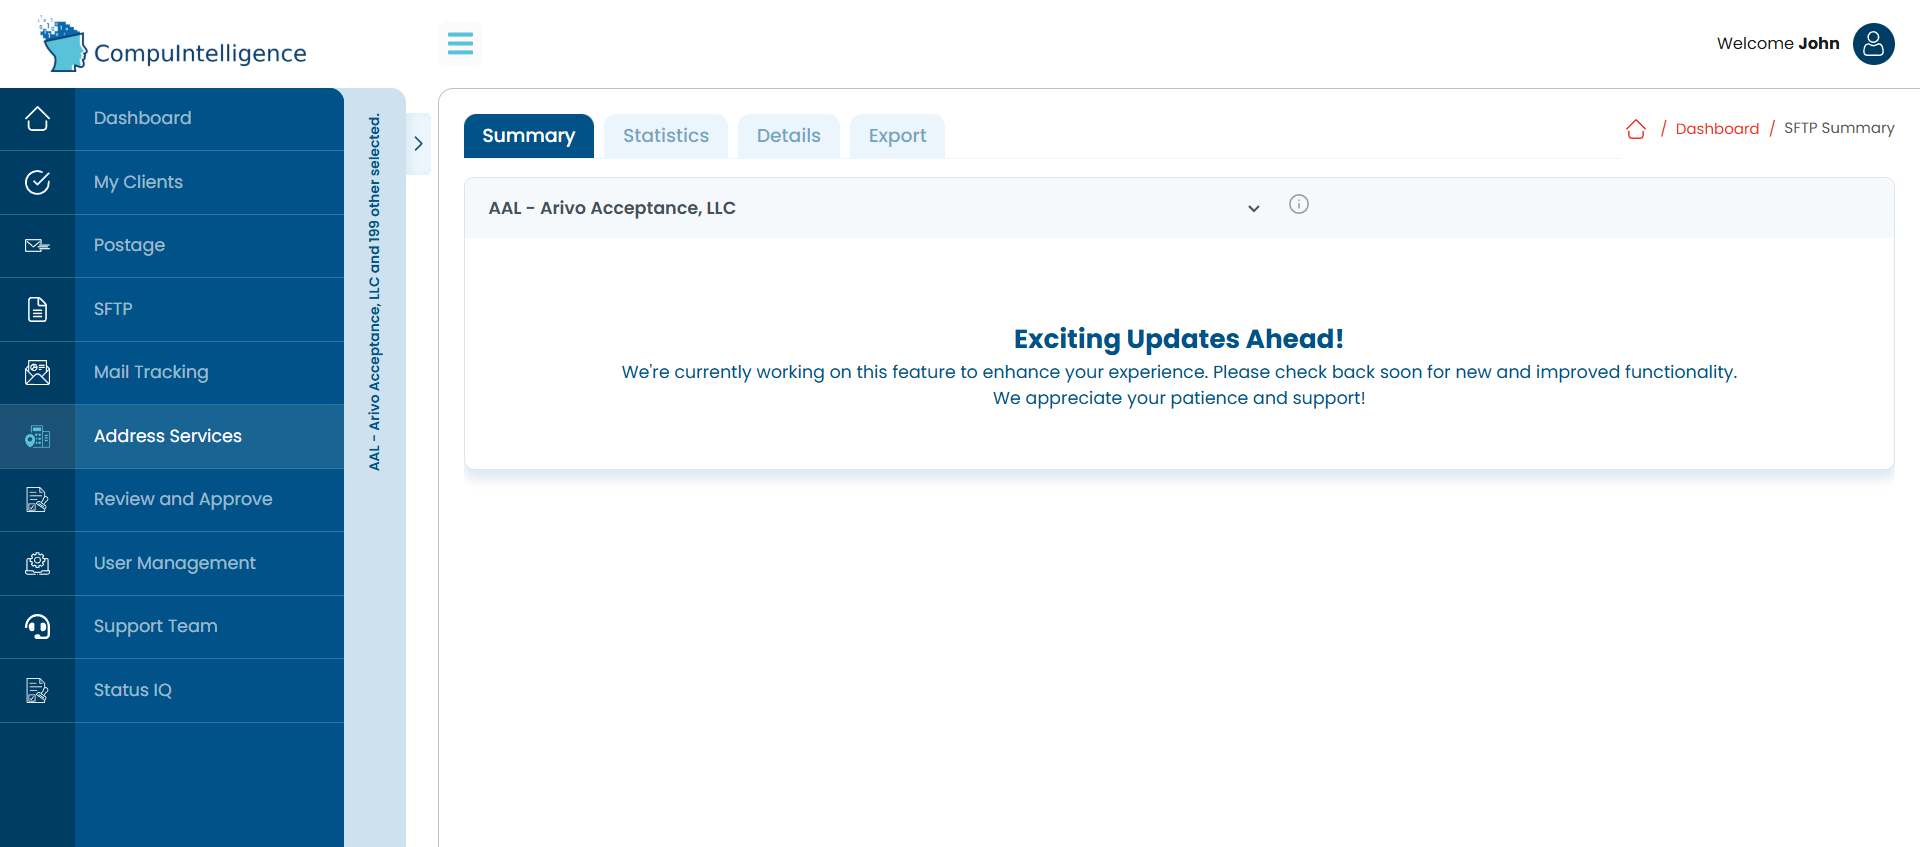 CompuIntelligence
Welcome John
Dashboard
My Clients
Postage
SFTP
Mail Tracking
Address Services
Review and Approve
User Management
Support Team
Status IQ
AAL - Arivo Acceptance, LLC and 199 other selected.
Summary
Statistics
Details
Export
/ Dashboard / SFTP Summary
AAL - Arivo Acceptance, LLC
Exciting Updates Ahead!
We're currently working on this feature to enhance your experience. Please check back soon for new and improved functionality.
We appreciate your patience and support!